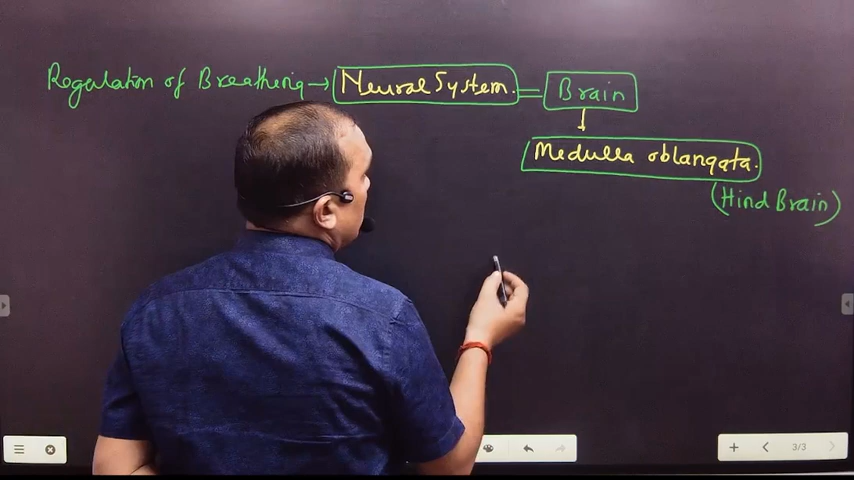 Regulation of Breathing → Neural System. = Brain
↓
Medulla oblangata.
(Hind Brain)
3/3